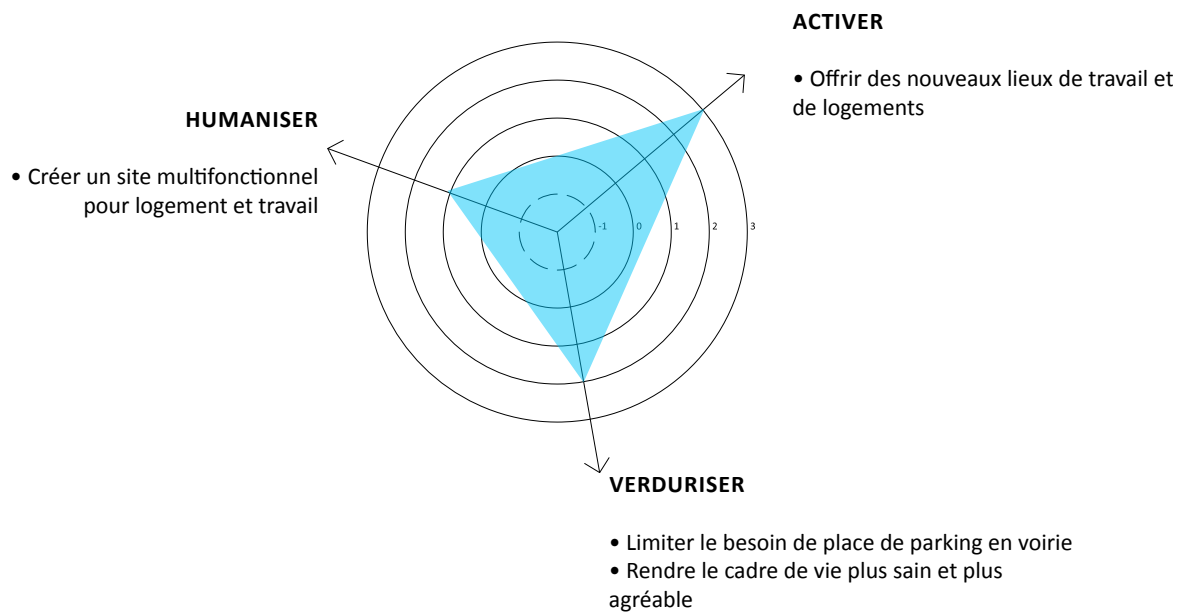 ACTIVER
• Offrir des nouveaux lieux de travail et
de logements
HUMANISER
• Créer un site multifonctionnel
pour logement et travail
-1
0
1
2
3
VERDURISER
• Limiter le besoin de place de parking en voirie
• Rendre le cadre de vie plus sain et plus
agréable